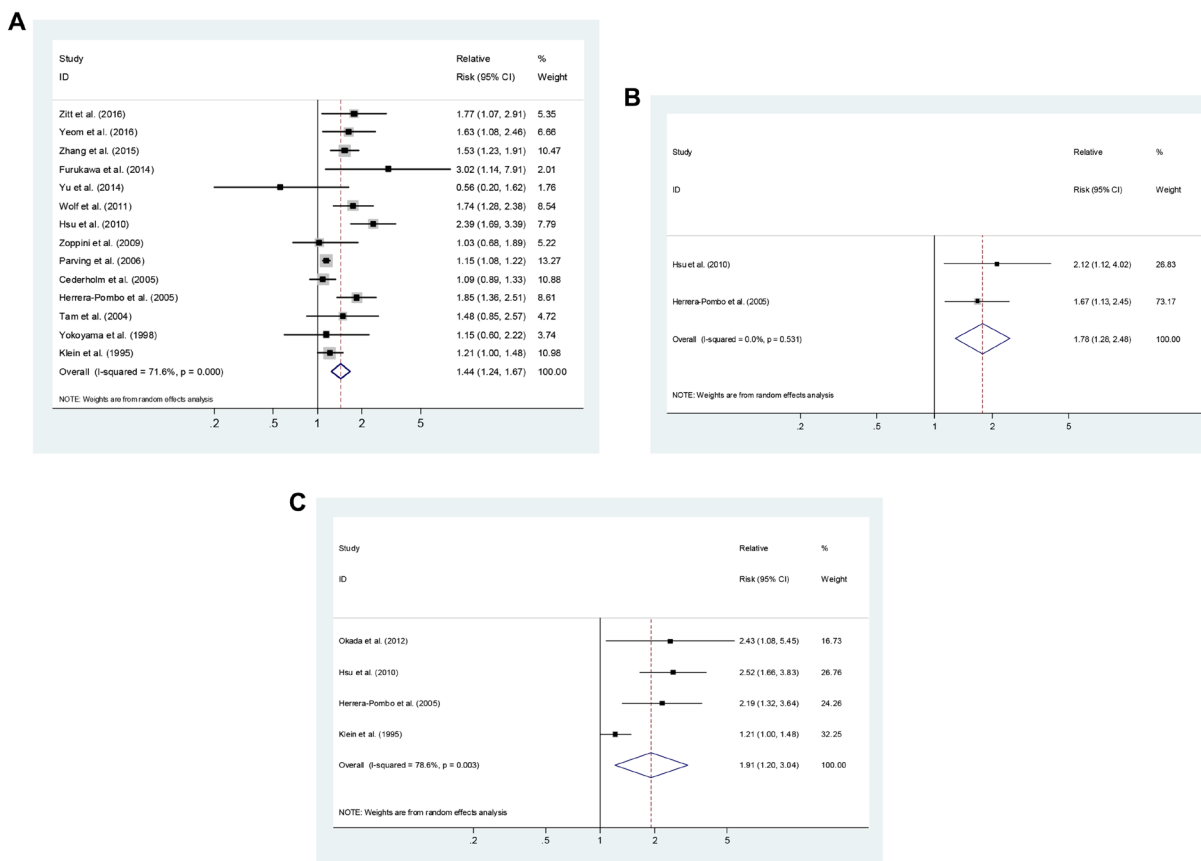 A
Study Relative %
ID Risk (95% CI) Weight
Zitt et al. (2016) 1.77 (1.07, 2.91) 5.35
Yeom et al. (2016) 1.63 (1.08, 2.46) 6.66
Zhang et al. (2015) 1.53 (1.23, 1.91) 10.47
Furukawa et al. (2014) 3.02 (1.14, 7.91) 2.01
Yu et al. (2014) 0.56 (0.20, 1.62) 1.76
Wolf et al. (2011) 1.74 (1.28, 2.38) 8.54
Hsu et al. (2010) 2.39 (1.69, 3.39) 7.79
Zoppini et al. (2009) 1.03 (0.68, 1.89) 5.22
Parving et al. (2006) 1.15 (1.08, 1.22) 13.27
Cederholm et al. (2005) 1.09 (0.89, 1.33) 10.88
Herrera-Pombo et al. (2005) 1.85 (1.36, 2.51) 8.61
Tam et al. (2004) 1.48 (0.85, 2.57) 4.72
Yokoyama et al. (1998) 1.15 (0.60, 2.22) 3.74
Klein et al. (1995) 1.21 (1.00, 1.48) 10.98
Overall (I-squared = 71.6%, p = 0.000) 1.44 (1.24, 1.67) 100.00
NOTE: Weights are from random effects analysis
.2 .5 1 2 5
B
Study Relative %
ID Risk (95% CI) Weight
Hsu et al. (2010) 2.12 (1.12, 4.02) 26.83
Herrera-Pombo et al. (2005) 1.67 (1.13, 2.45) 73.17
Overall (I-squared = 0.0%, p = 0.531) 1.78 (1.28, 2.48) 100.00
NOTE: Weights are from random effects analysis
.2 .5 1 2 5
C
Study Relative %
ID Risk (95% CI) Weight
Okada et al. (2012) 2.43 (1.08, 5.45) 16.73
Hsu et al. (2010) 2.52 (1.66, 3.83) 26.76
Herrera-Pombo et al. (2005) 2.19 (1.32, 3.64) 24.26
Klein et al. (1995) 1.21 (1.00, 1.48) 32.25
Overall (I-squared = 78.6%, p = 0.003) 1.91 (1.20, 3.04) 100.00
NOTE: Weights are from random effects analysis
.2 .5 1 2 5